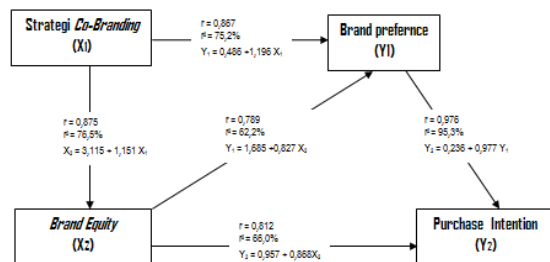 Strategi Co-Branding
(X1)
r = 0,867
r² = 75,2%
Y₁ = 0,486 +1,196 X₁
Brand prefernce
(Y1)
r = 0,875
r² = 76,5%
X₂ = 3,115 + 1,151 X₁
r = 0,789
r² = 62,2%
Y₁ = 1,685 +0,827 X₂
r = 0,976
r² = 95,3%
Y₂ = 0,236 + 0,977 Y₁
Brand Equity
(X2)
r = 0,812
r² = 66,0%
Y₂ = 0,957 + 0,868X₂
Purchase Intention
(Y2)